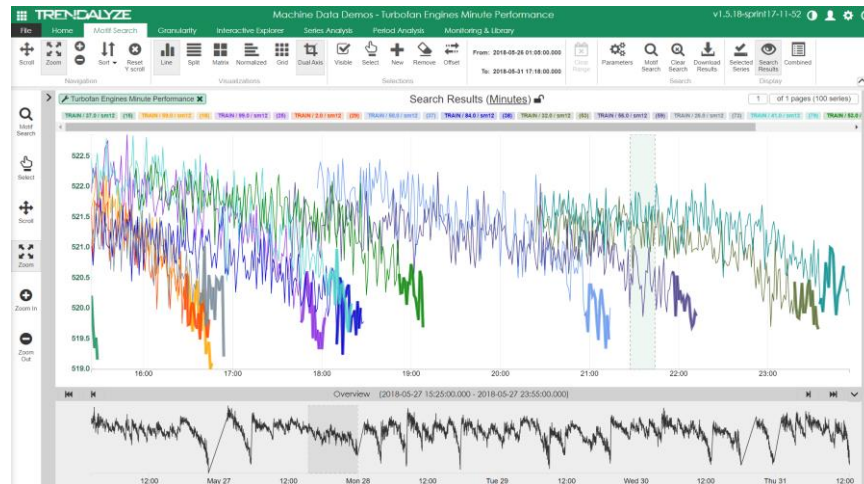 TRENDALYZE
Machine Data Demos - Turbofan Engines Minute Performance
v1.5.18-sprint17-11-52
File Home Motif Search Granularity Interactive Explorer Series Analysis Period Analysis Monitoring & Library
Scroll Zoom Sort Reset Y scroll Line Split Matrix Normalized Grid Dual Axis Visible Select New Remove Offset
From: 2018-05-26 01:05:00.000
To: 2018-05-31 17:18:00.000
Clear Range Parameters Motif Search Clear Search Download Results Selected Series Search Results Combined
Navigation Visualizations Selections Search Display
Turbofan Engines Minute Performance
Search Results (Minutes)
1 of 1 pages (100 series)
Motif Search
Select
Scroll
Zoom
Zoom In
Zoom Out
522.5
522.0
521.5
521.0
520.5
520.0
519.5
519.0
16:00 17:00 18:00 19:00 20:00 21:00 22:00 23:00
Overview [2018-05-27 15:25:00.000 - 2018-05-27 23:55:00.000]
12:00 May 27 12:00 Mon 28 12:00 Tue 29 12:00 Wed 30 12:00 Thu 31 12:00